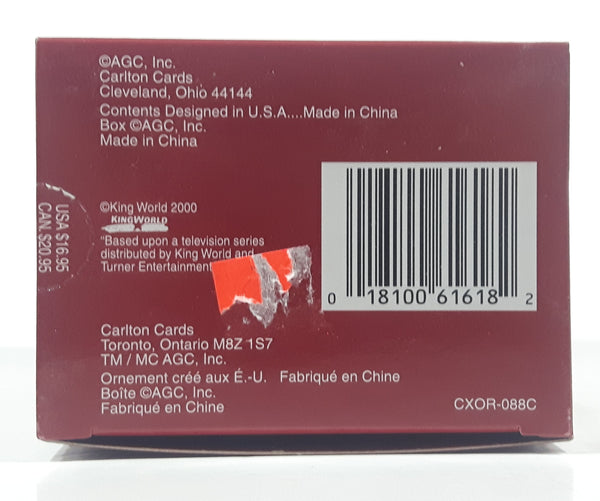 ©AGC, Inc.
Carlton Cards
Cleveland, Ohio 44144
Contents Designed in U.S.A....Made in China
Box ©AGC, Inc.
Made in China
USA $16.95
CAN. $20.95
©King World 2000
KINGWORLD
"Based upon a television series
distributed by King World and
Turner Entertainment
0 18100 61618 2
Carlton Cards
Toronto, Ontario M8Z 1S7
TM / MC AGC, Inc.
Ornement créé aux É.-U. Fabriqué en Chine
Boîte ©AGC, Inc.
Fabriqué en Chine
CXOR-088C